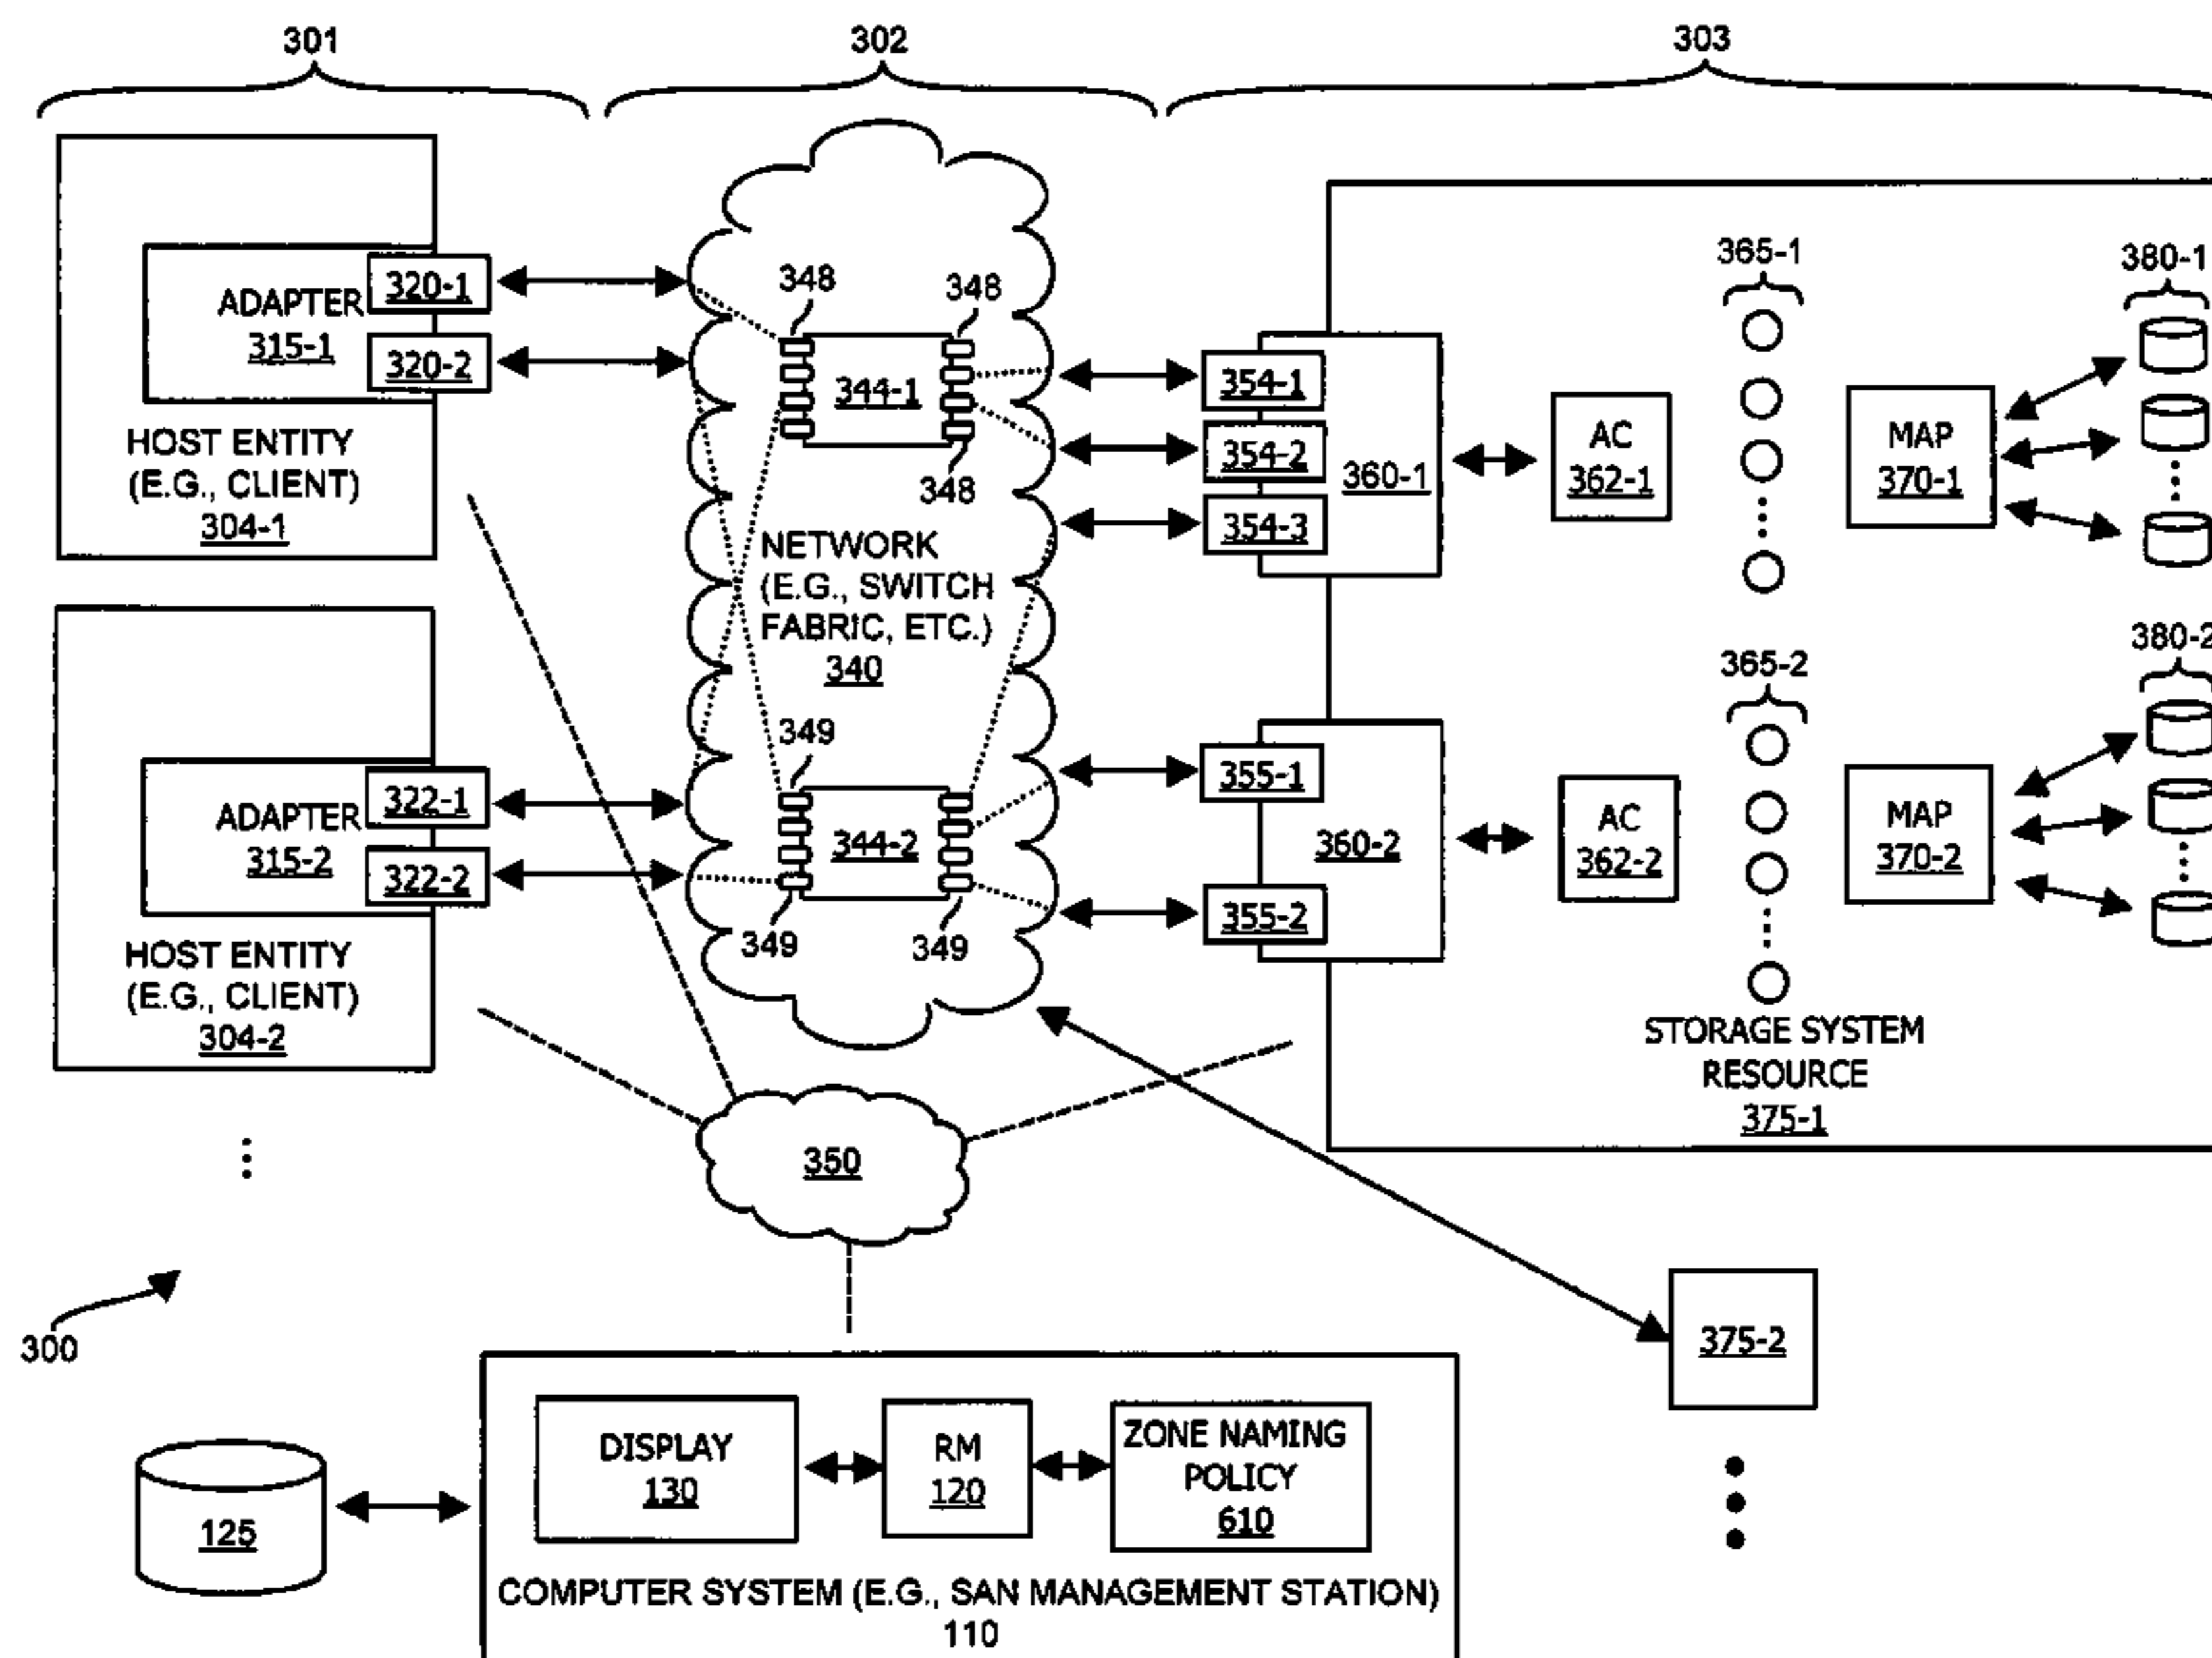 301
302
303
ADAPTER
315-1
320-1
320-2
HOST ENTITY
(E.G., CLIENT)
304-1
ADAPTER
315-2
322-1
322-2
HOST ENTITY
(E.G., CLIENT)
304-2
348
348
344-1
348
NETWORK
(E.G., SWITCH
FABRIC, ETC.)
340
349
344-2
349
349
354-1
354-2
354-3
360-1
355-1
355-2
360-2
AC
362-1
365-1
MAP
370-1
380-1
AC
362-2
365-2
MAP
370-2
380-2
STORAGE SYSTEM
RESOURCE
375-1
350
300
375-2
125
DISPLAY
130
RM
120
ZONE NAMING
POLICY
610
COMPUTER SYSTEM (E.G., SAN MANAGEMENT STATION)
110